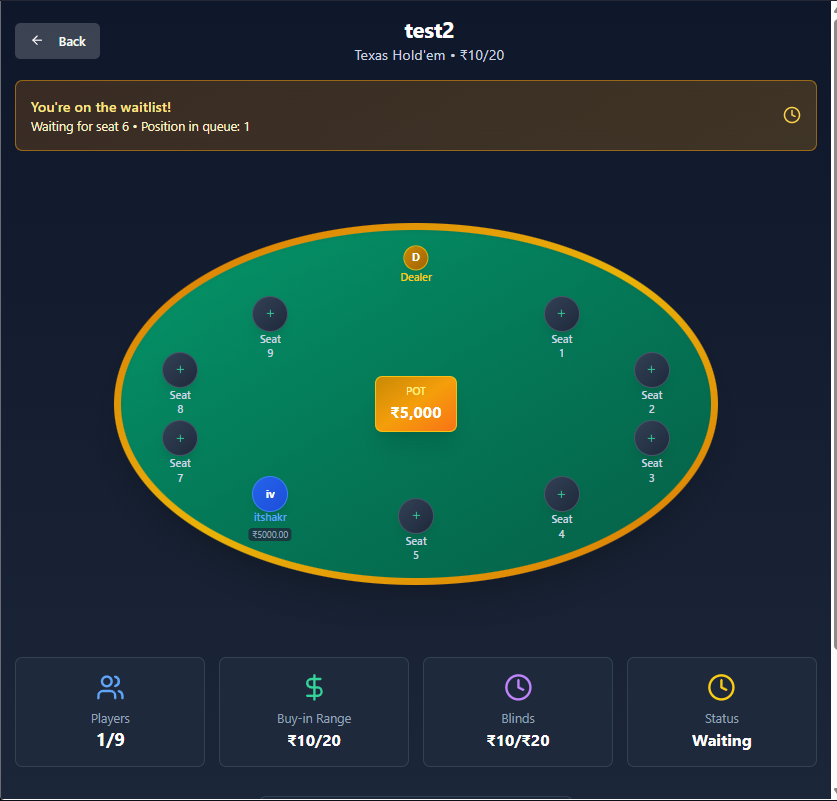 Back
test2
Texas Hold'em • ₹10/20
You're on the waitlist!
Waiting for seat 6 • Position in queue: 1
D
Dealer
+
Seat
9
+
Seat
1
+
Seat
8
+
Seat
2
POT
₹5,000
+
Seat
7
+
Seat
3
iv
itshakr
₹5000.00
+
Seat
5
+
Seat
4
Players
1/9
Buy-in Range
₹10/20
Blinds
₹10/₹20
Status
Waiting